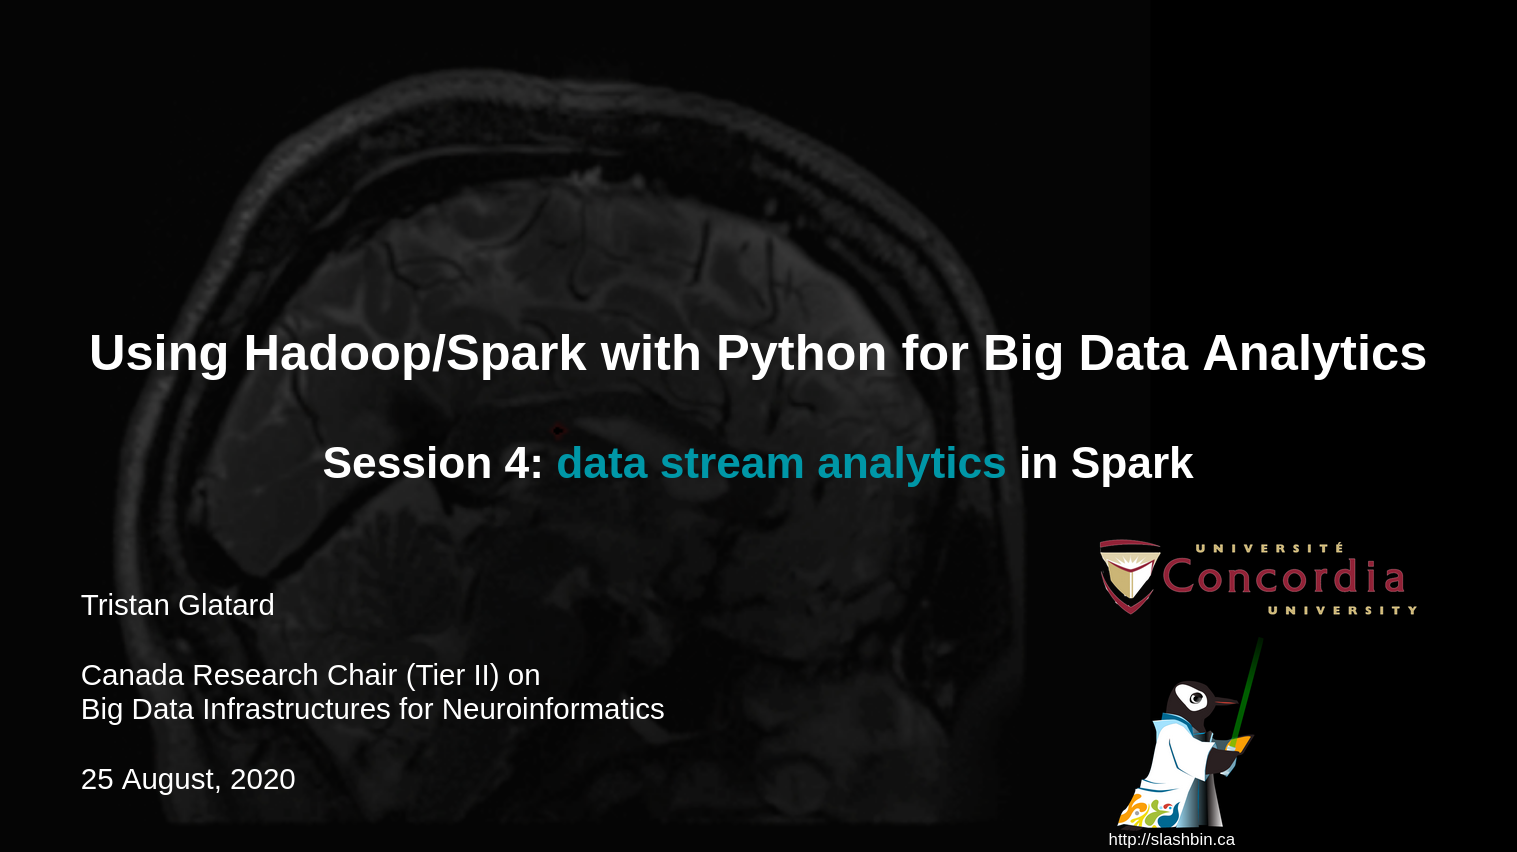 Using Hadoop/Spark with Python for Big Data Analytics
Session 4: data stream analytics in Spark
UNIVERSITÉ
Concordia
UNIVERSITY
Tristan Glatard
Canada Research Chair (Tier II) on
Big Data Infrastructures for Neuroinformatics
25 August, 2020
http://slashbin.ca